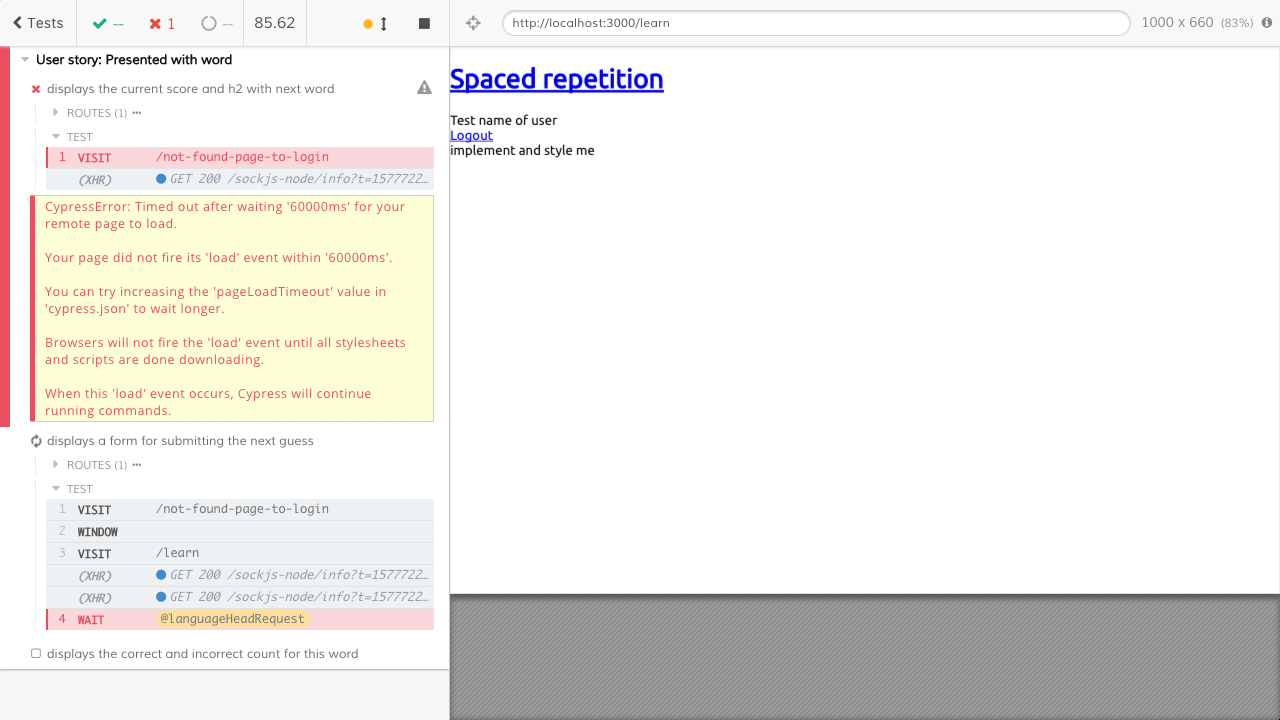 Tests
--
1
--
85.62
http://localhost:3000/learn
1000 x 660 (83%)
User story: Presented with word
displays the current score and h2 with next word
ROUTES (1)
TEST
1 VISIT /not-found-page-to-login
(XHR) GET 200 /sockjs-node/info?t=1577722…
CypressError: Timed out after waiting '60000ms' for your
remote page to load.
Your page did not fire its 'load' event within '60000ms'.
You can try increasing the 'pageLoadTimeout' value in
'cypress.json' to wait longer.
Browsers will not fire the 'load' event until all stylesheets
and scripts are done downloading.
When this 'load' event occurs, Cypress will continue
running commands.
displays a form for submitting the next guess
ROUTES (1)
TEST
1 VISIT /not-found-page-to-login
2 WINDOW
3 VISIT /learn
(XHR) GET 200 /sockjs-node/info?t=1577722…
(XHR) GET 200 /sockjs-node/info?t=1577722…
4 WAIT @languageHeadRequest
displays the correct and incorrect count for this word
Spaced repetition
Test name of user
Logout
implement and style me